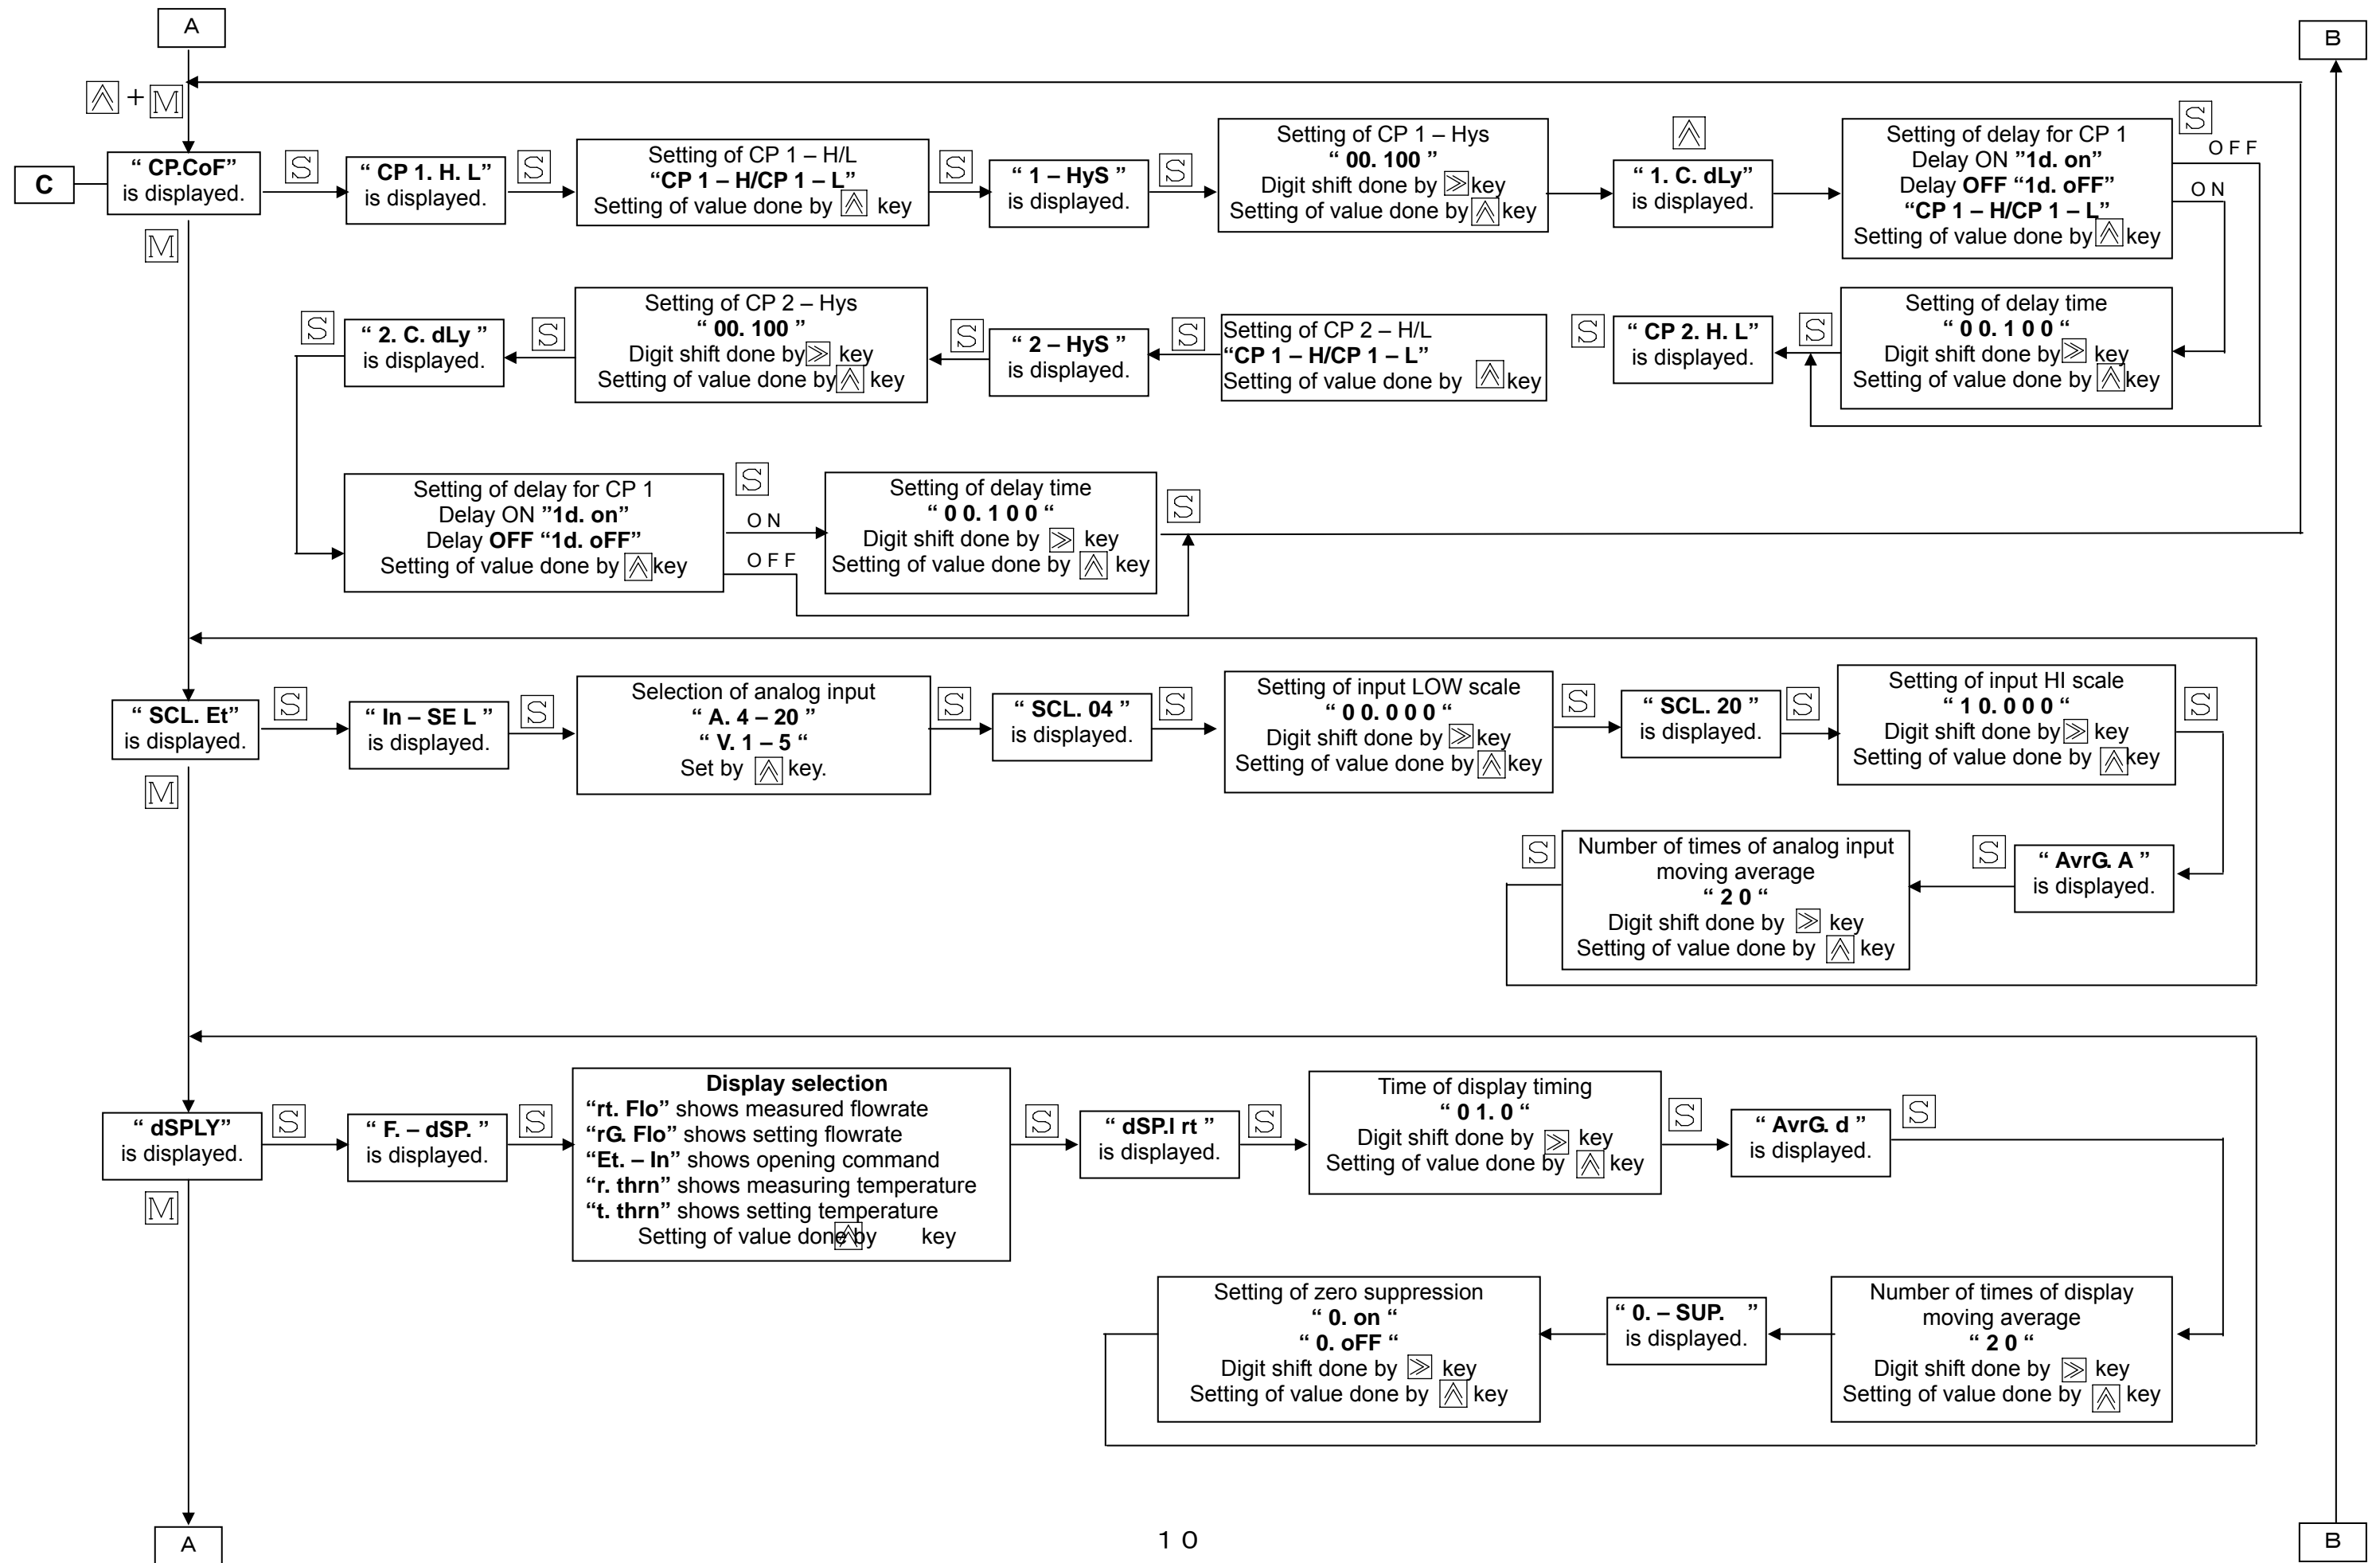 A
B
+ M
C
“ CP.CoF”
is displayed.
S
“ CP 1. H. L”
is displayed.
S
Setting of CP 1 – H/L
“CP 1 – H/CP 1 – L”
Setting of value done by key
S
“ 1 – HyS ”
is displayed.
S
Setting of CP 1 – Hys
“ 00. 100 ”
Digit shift done by key
Setting of value done by key
“ 1. C. dLy”
is displayed.
Setting of delay for CP 1
Delay ON ”1d. on”
Delay OFF “1d. oFF”
“CP 1 – H/CP 1 – L”
Setting of value done by key
S
OFF
ON
M
Setting of delay time
“ 0 0. 1 0 0 “
Digit shift done by key
Setting of value done by key
S
“ CP 2. H. L”
is displayed.
S
Setting of CP 2 – H/L
“CP 1 – H/CP 1 – L”
Setting of value done by key
S
“ 2 – HyS ”
is displayed.
S
Setting of CP 2 – Hys
“ 00. 100 ”
Digit shift done by key
Setting of value done by key
S
“ 2. C. dLy ”
is displayed.
S
Setting of delay for CP 1
Delay ON ”1d. on”
Delay OFF “1d. oFF”
Setting of value done by key
S
ON
OFF
Setting of delay time
“ 0 0. 1 0 0 “
Digit shift done by key
Setting of value done by key
S
“ SCL. Et”
is displayed.
S
“ In – SE L ”
is displayed.
S
Selection of analog input
“ A. 4 – 20 ”
“ V. 1 – 5 “
Set by key.
S
“ SCL. 04 ”
is displayed.
S
Setting of input LOW scale
“ 0 0. 0 0 0 “
Digit shift done by key
Setting of value done by key
S
“ SCL. 20 ”
is displayed.
S
Setting of input HI scale
“ 1 0. 0 0 0 “
Digit shift done by key
Setting of value done by key
S
M
“ AvrG. A ”
is displayed.
S
Number of times of analog input
moving average
“ 2 0 “
Digit shift done by key
Setting of value done by key
S
“ dSPLY”
is displayed.
S
“ F. – dSP. ”
is displayed.
S
Display selection
“rt. Flo” shows measured flowrate
“rG. Flo” shows setting flowrate
“Et. – In” shows opening command
“r. thrn” shows measuring temperature
“t. thrn” shows setting temperature
Setting of value done by key
S
“ dSP.I rt ”
is displayed.
S
Time of display timing
“ 0 1. 0 “
Digit shift done by key
Setting of value done by key
S
“ AvrG. d ”
is displayed.
S
M
Number of times of display
moving average
“ 2 0 “
Digit shift done by key
Setting of value done by key
“ 0. – SUP. ”
is displayed.
Setting of zero suppression
“ 0. on “
“ 0. oFF “
Digit shift done by key
Setting of value done by key
A
10
B